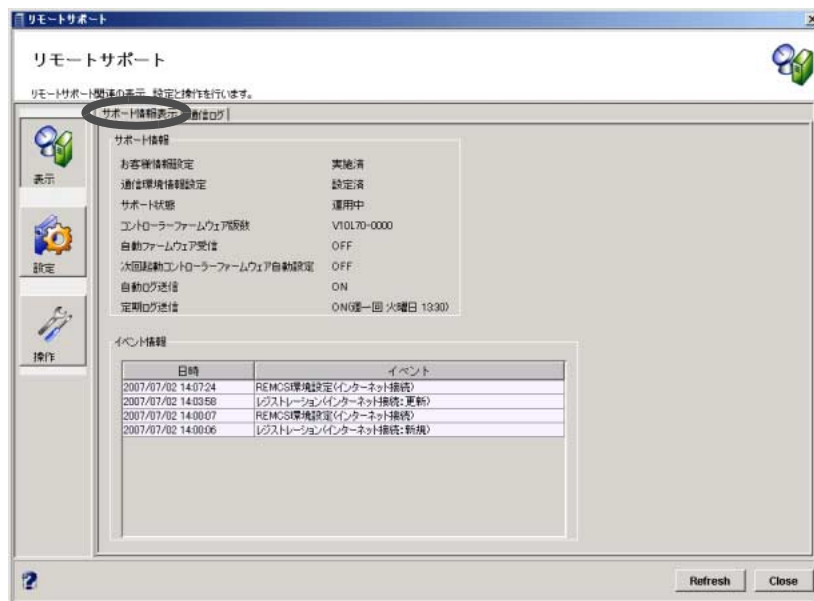 リモートサポート
リモートサポート
リモートサポート関連の表示、設定と操作を行います。
サポート情報表示 通信ログ
表示
設定
操作
サポート情報
お客様情報設定 実施済
通信環境情報設定 設定済
サポート状態 運用中
コントローラーファームウェア版数 V10L70-0000
自動ファームウェア受信 OFF
次回起動コントローラーファームウェア自動設定 OFF
自動ログ送信 ON
定期ログ送信 ON(週一回 火曜日 13:30)
イベント情報
日時 イベント
2007/07/02 14:07:24 REMCS環境設定(インターネット接続)
2007/07/02 14:03:58 レジストレーション(インターネット接続:更新)
2007/07/02 14:00:07 REMCS環境設定(インターネット接続)
2007/07/02 14:00:06 レジストレーション(インターネット接続:新規)
Refresh Close